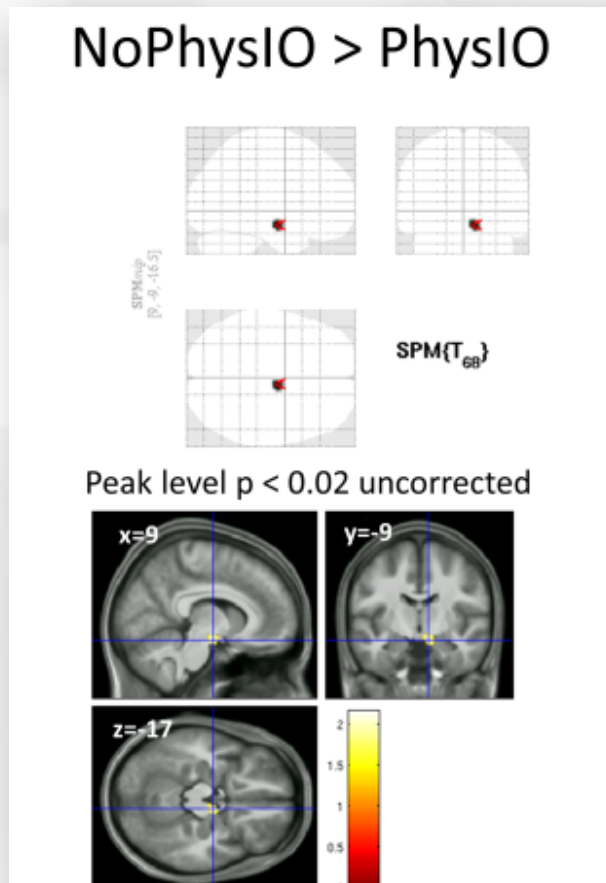 NoPhysIO > PhysIO
SPMmip
[9, -9, -16.5]
SPM{T68}
Peak level p < 0.02 uncorrected
x=9
y=-9
z=-17
2
1.5
1
0.5